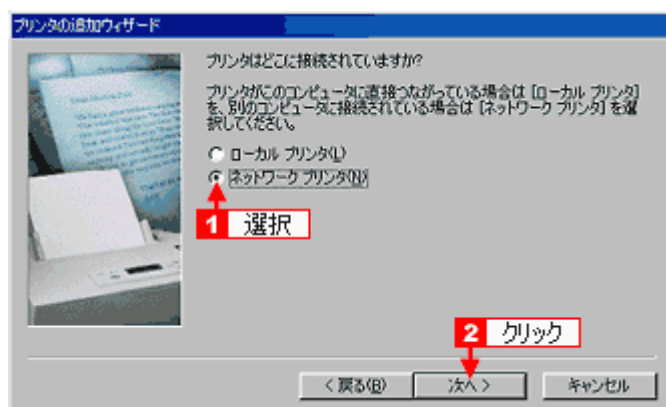 プリンタの追加ウィザード
プリンタはどこに接続されていますか?
プリンタがこのコンピュータに直接つながっている場合は [ローカル プリンタ]
を、別のコンピュータに接続されている場合は [ネットワーク プリンタ] を選
択してください。
ローカル プリンタ(L)
ネットワーク プリンタ(N)
1 選択
2 クリック
< 戻る(B) 次へ > キャンセル